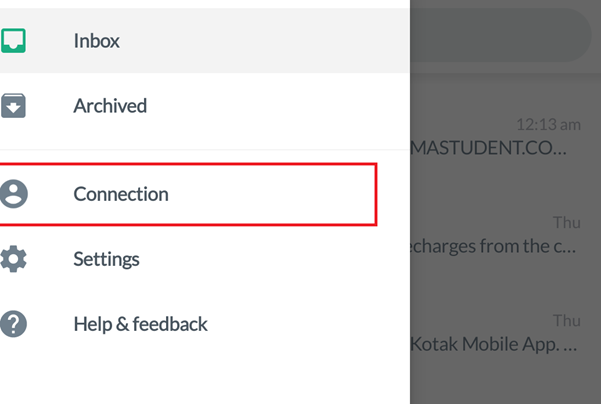 Inbox
12:13 am
Archived
MASTUDENT.CO...
Connection
Thu
echarges from the c...
Settings
Thu
Help & feedback
Kotak Mobile App. ...